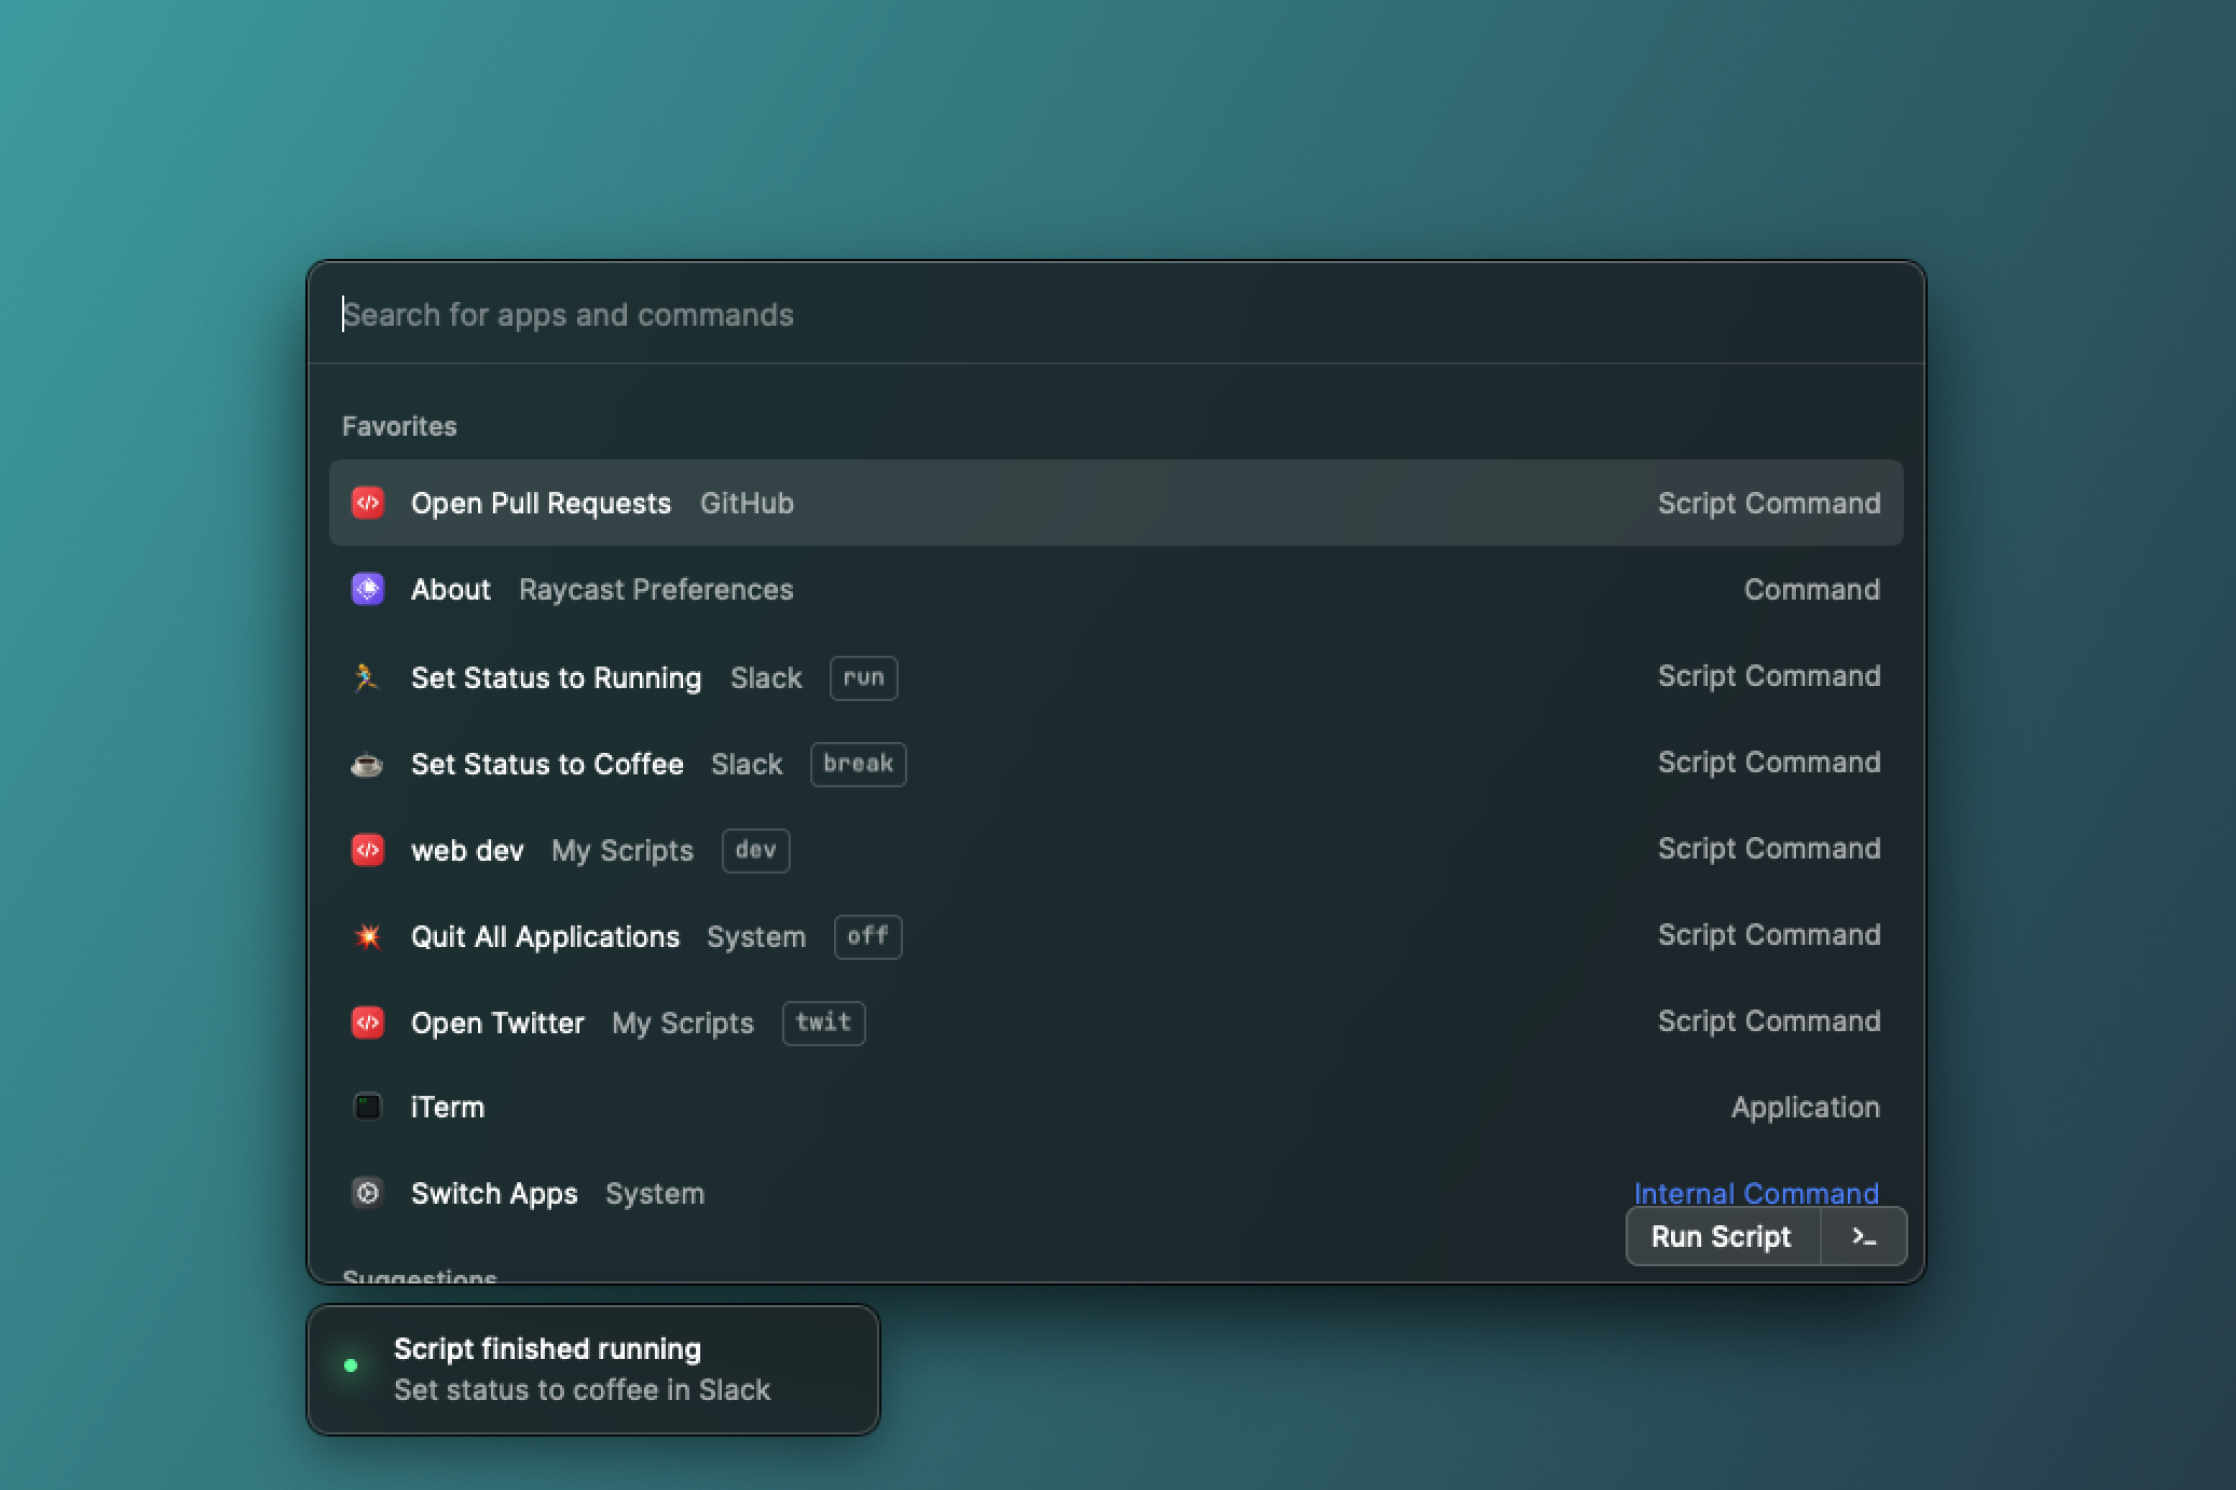 Search for apps and commands
Favorites
Open Pull Requests GitHub Script Command
About Raycast Preferences Command
Set Status to Running Slack run Script Command
Set Status to Coffee Slack break Script Command
web dev My Scripts dev Script Command
Quit All Applications System off Script Command
Open Twitter My Scripts twit Script Command
iTerm Application
Switch Apps System Internal Command
Run Script >_
Suggestions
Script finished running
Set status to coffee in Slack